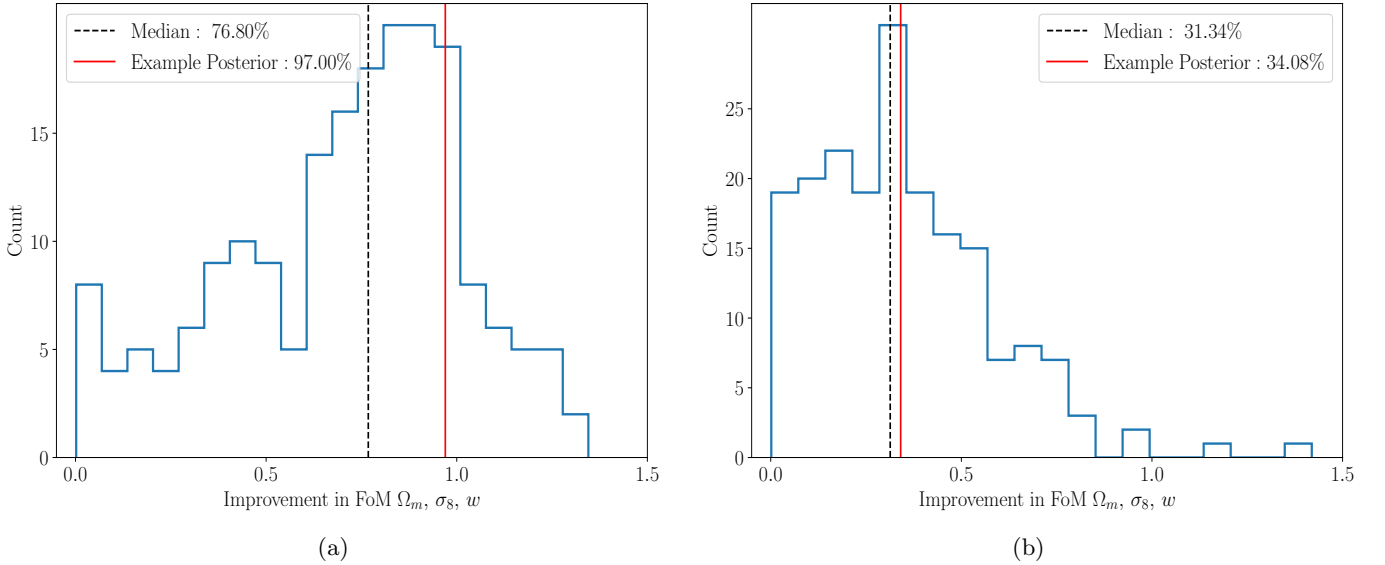 Median : 76.80%
Example Posterior : 97.00%
15
10
5
0
Count
0.0 0.5 1.0 1.5
Improvement in FoM Ωₘ, σ₈, w
(a)
Median : 31.34%
Example Posterior : 34.08%
25
20
15
10
5
0
Count
0.0 0.5 1.0 1.5
Improvement in FoM Ωₘ, σ₈, w
(b)